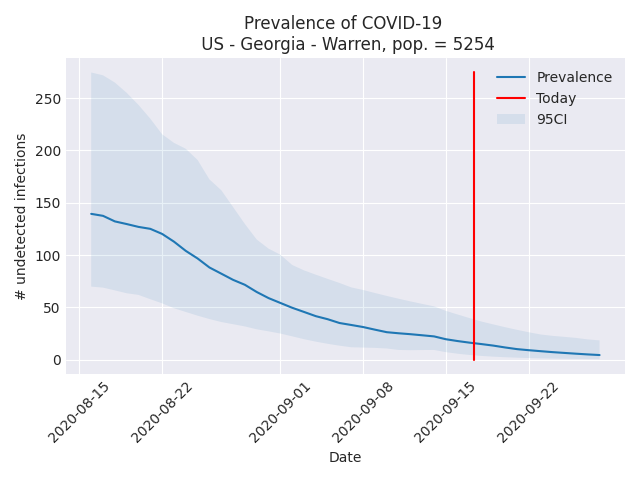 Prevalence of COVID-19
US - Georgia - Warren, pop. = 5254
Prevalence
Today
95CI
# undetected infections
250
200
150
100
50
0
2020-08-15
2020-08-22
2020-09-01
2020-09-08
2020-09-15
2020-09-22
Date